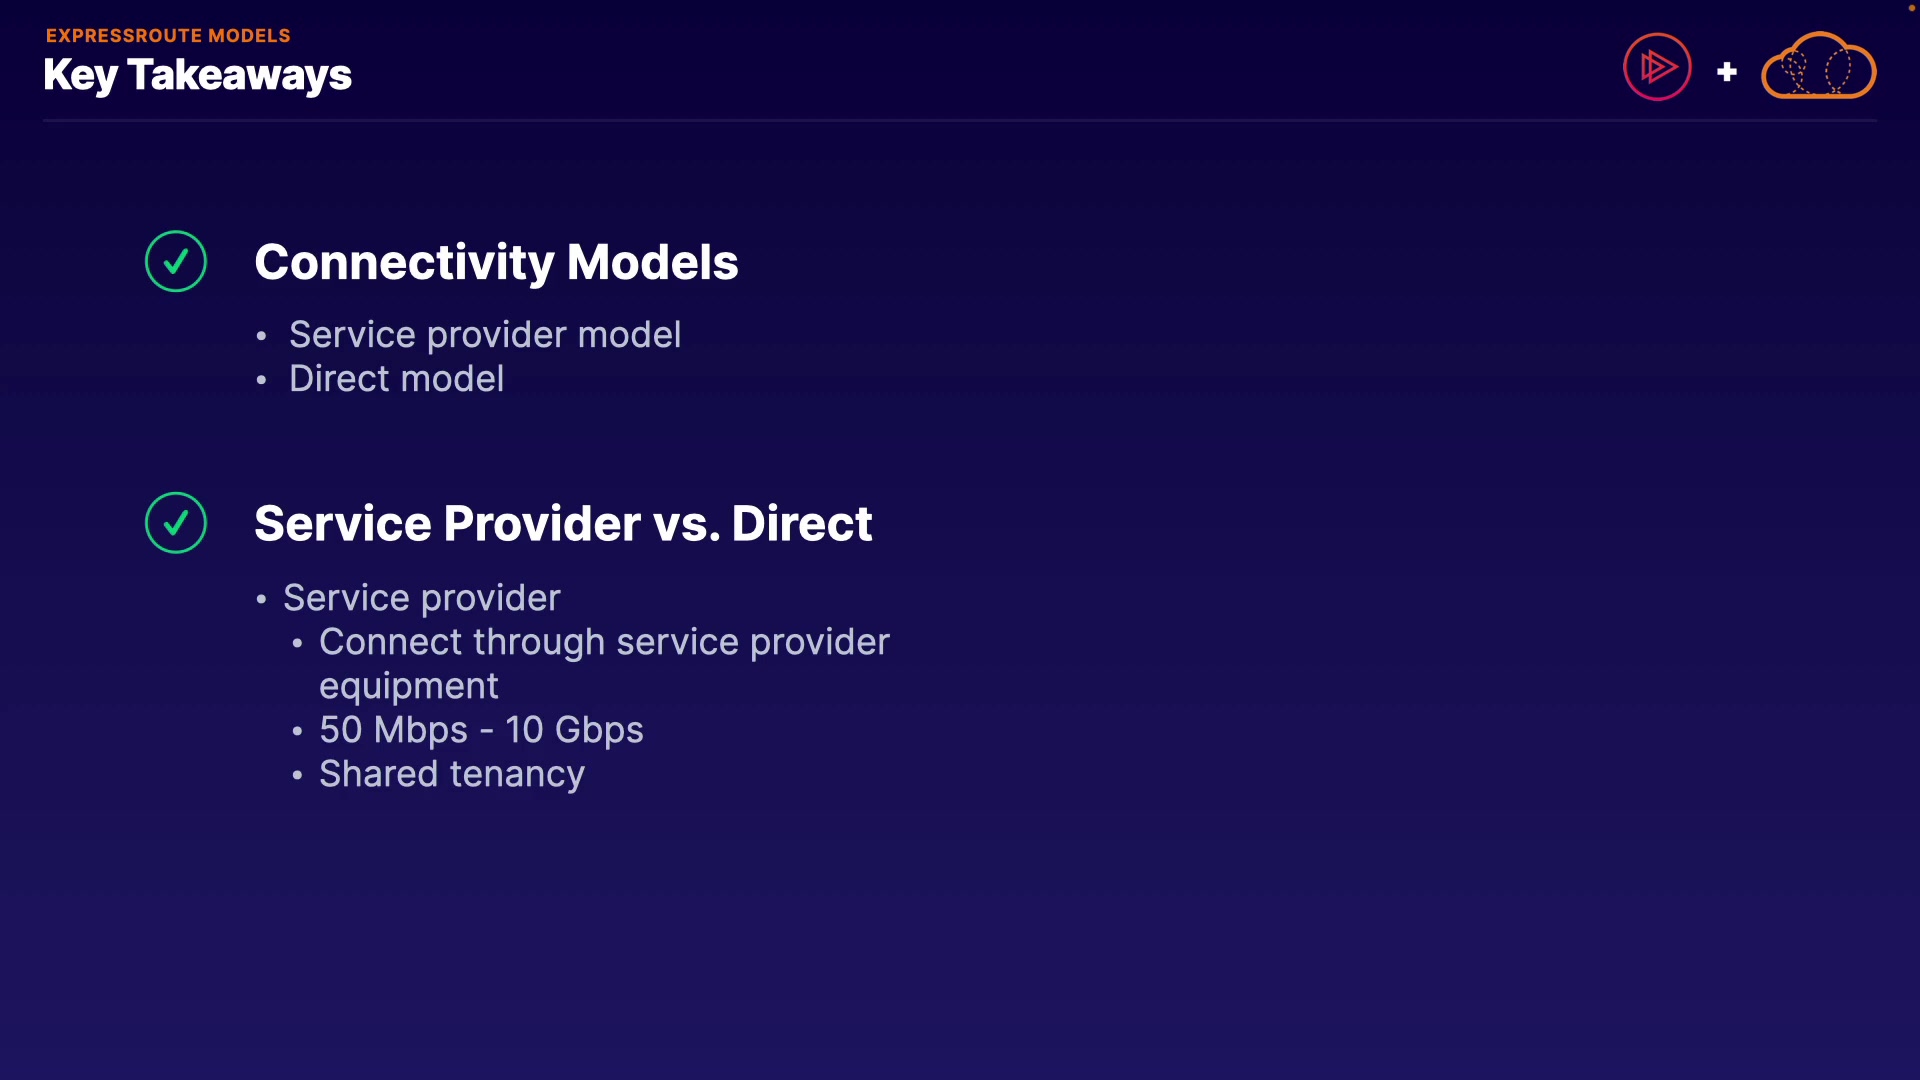 EXPRESSROUTE MODELS
Key Takeaways
Connectivity Models
• Service provider model
• Direct model
Service Provider vs. Direct
• Service provider
• Connect through service provider
equipment
• 50 Mbps - 10 Gbps
• Shared tenancy